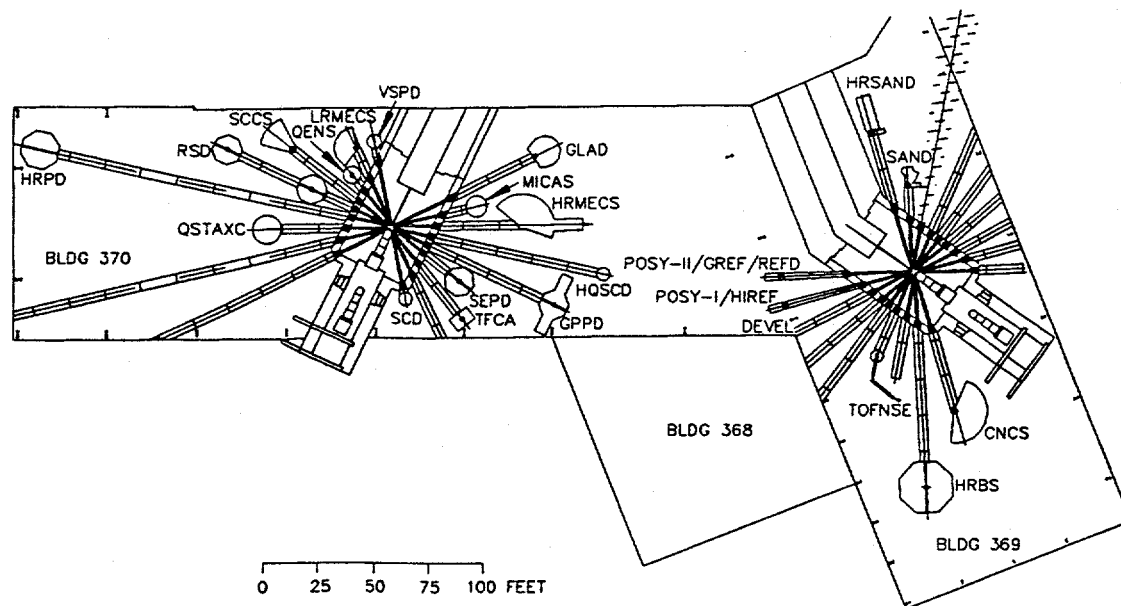 VSPD
HRSAND
SCCS
LRMECS
QENS
RSD
GLAD
SAND
HRPD
MICAS
HRMECS
QSTAXC
BLDG 370
POSY-II/GREF/REFD
HQSCD
SEPD
POSY-I/HIREF
SCD
TFCA
GPPD
DEVEL
TOFNSE
BLDG 368
CNCS
HRBS
BLDG 369
0 25 50 75 100 FEET